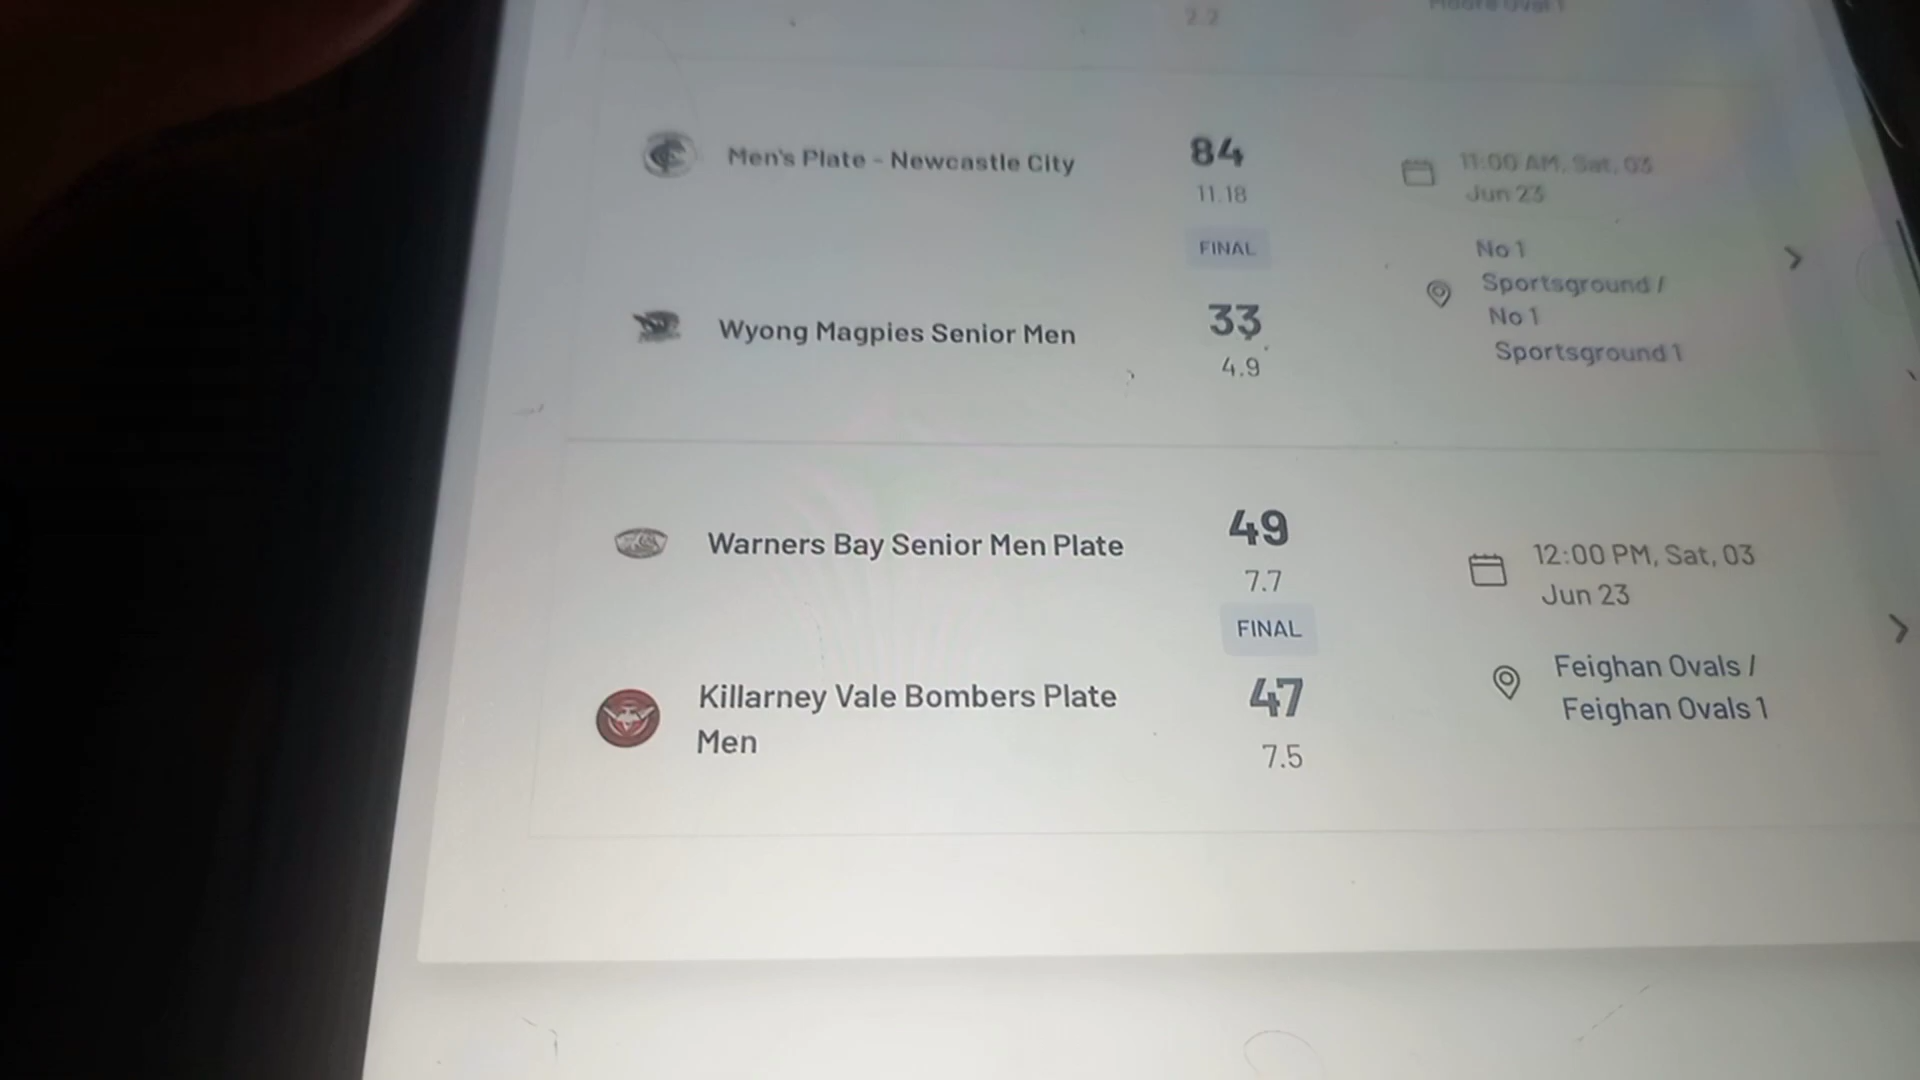 2.2
Men's Plate - Newcastle City
84
11.18
11:00 AM, Sat, 03
Jun 23
FINAL
No 1
Sportsground /
No 1
Sportsground 1
Wyong Magpies Senior Men
33
4.9
Warners Bay Senior Men Plate
49
7.7
12:00 PM, Sat, 03
Jun 23
FINAL
Killarney Vale Bombers Plate
Men
47
7.5
Feighan Ovals /
Feighan Ovals 1